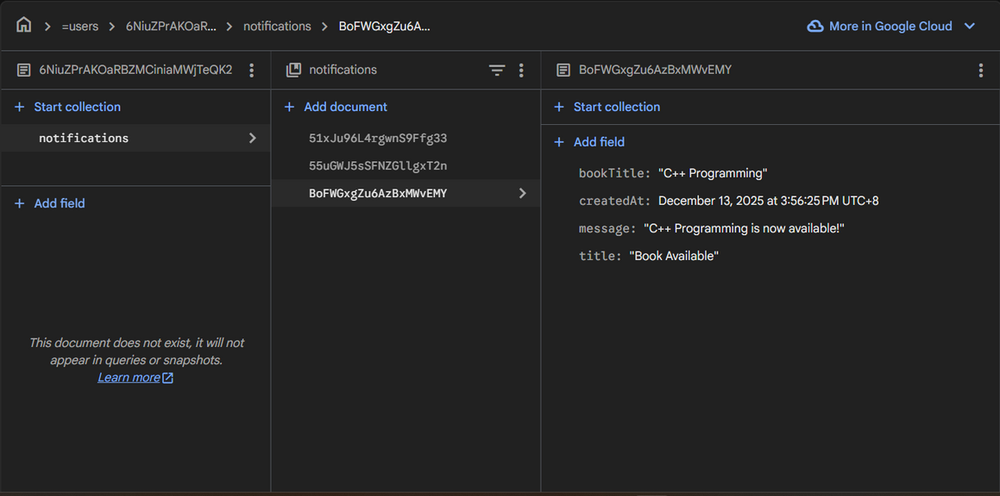 =users
6NiuZPrAKOaR...
notifications
BoFWGxgZu6A...
More in Google Cloud
6NiuZPrAKOaRBZMCiniaMWjTeQK2
notifications
BoFWGxgZu6AzBxMWvEMY
Start collection
Add document
Start collection
notifications
51xJu96L4rgwnS9Ffg33
Add field
55uGWJ5sSFNZGllgxT2n
bookTitle: "C++ Programming"
BoFWGxgZu6AzBxMWvEMY
createdAt: December 13, 2025 at 3:56:25 PM UTC+8
Add field
message: "C++ Programming is now available!"
title: "Book Available"
This document does not exist, it will not
appear in queries or snapshots.
Learn more